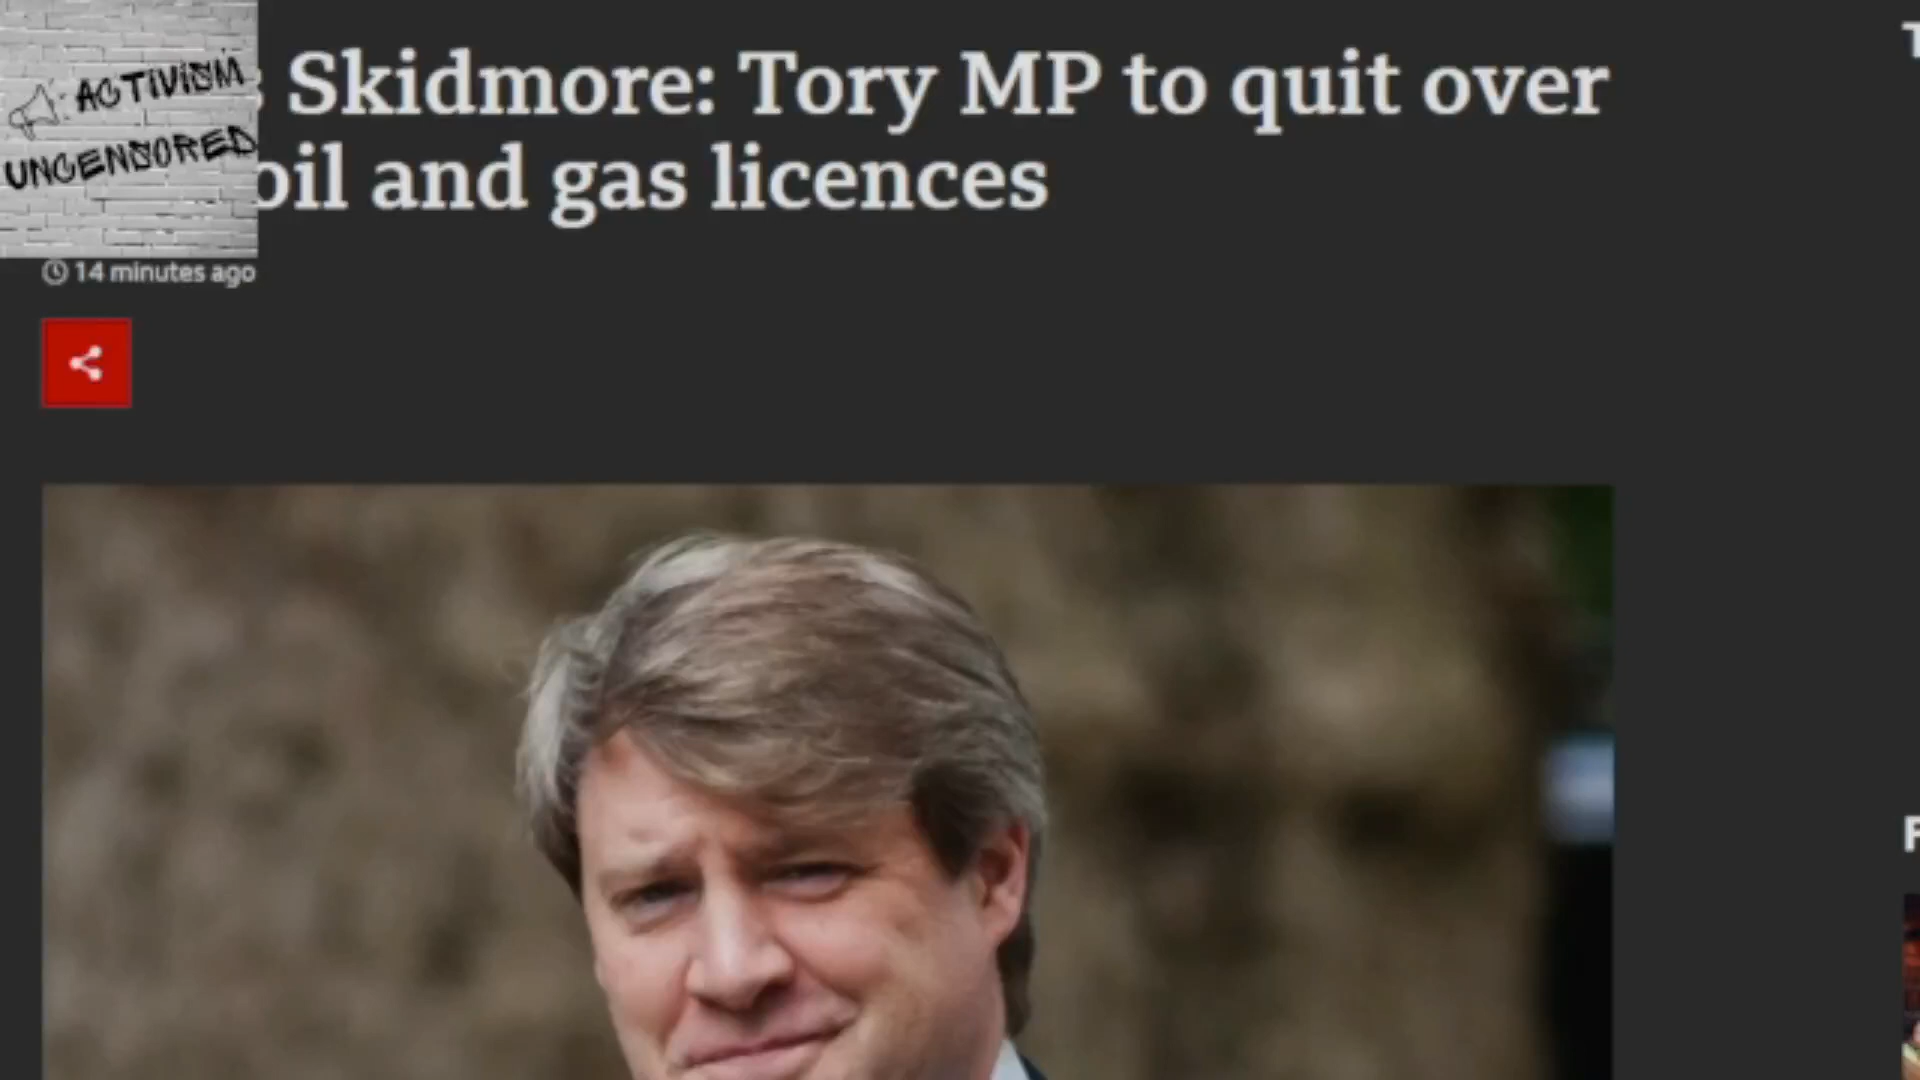 ACTIVISM
UNCENSORED
Skidmore: Tory MP to quit over
oil and gas licences
14 minutes ago